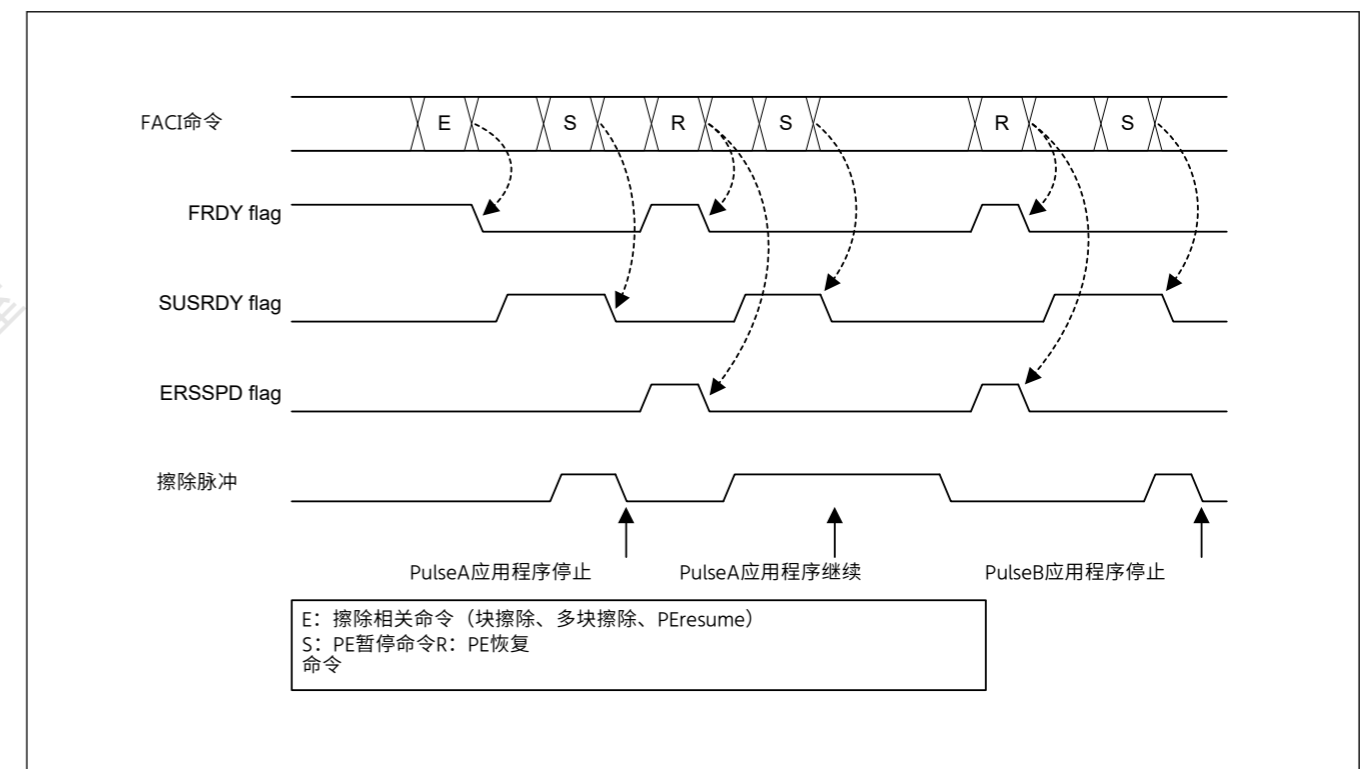 FACI命令
E
S
R
S
R
S
FRDY flag
SUSRDY flag
ERSSPD flag
擦除脉冲
PulseA应用程序停止
PulseA应用程序继续
PulseB应用程序停止
E：擦除相关命令（块擦除、多块擦除、PEresume）
S：PE暂停命令R：PE恢复
命令